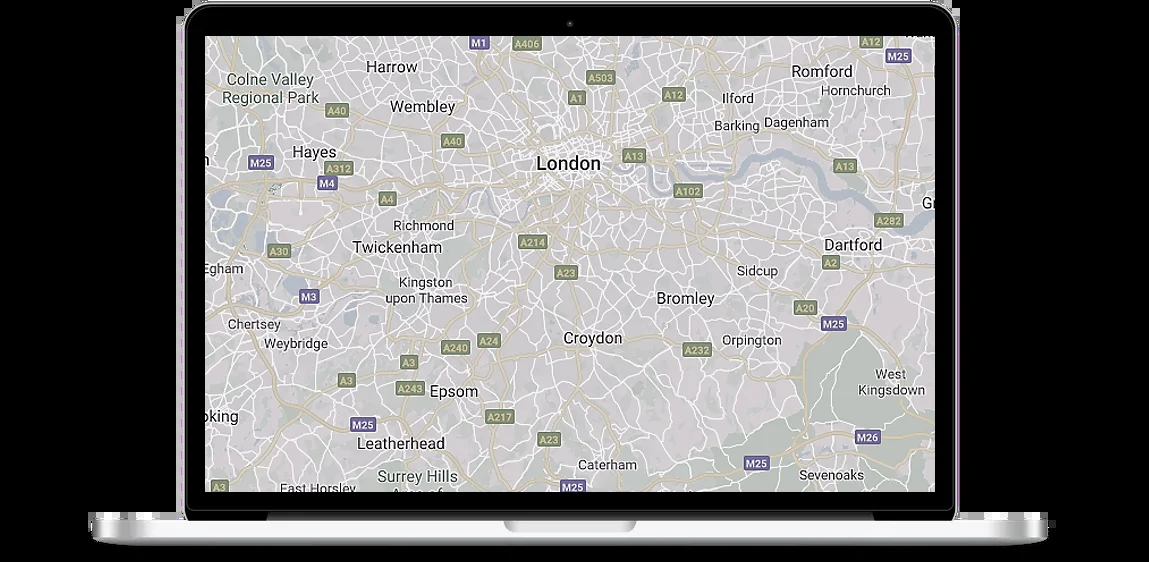 M1
A406
A12
M25
Harrow
A503
Romford
Colne Valley
Regional Park
A1
A12
Ilford
Hornchurch
A40
Wembley
Barking
Dagenham
A40
Hayes
M25
A312
London
A13
A13
M4
A4
A102
Richmond
A282
Twickenham
A214
Dartford
A30
A2
Egham
A23
Sidcup
Kingston
upon Thames
M3
Bromley
A20
Chertsey
M25
Weybridge
A240
A24
Croydon
A232
Orpington
A3
A3
A243
Epsom
West
Kingsdown
A217
M25
Leatherhead
A23
M26
Caterham
M25
Surrey Hills
Sevenoaks
A3
East Horsley
M25